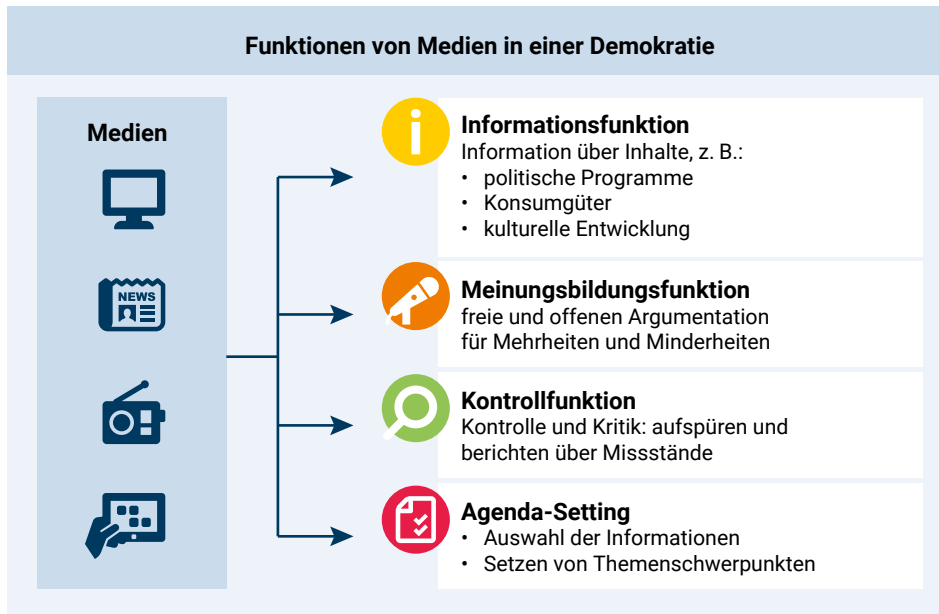 Funktionen von Medien in einer Demokratie
Medien
NEWS
Informationsfunktion
Information über Inhalte, z. B.:
• politische Programme
• Konsumgüter
• kulturelle Entwicklung
Meinungsbildungsfunktion
freie und offenen Argumentation
für Mehrheiten und Minderheiten
Kontrollfunktion
Kontrolle und Kritik: aufspüren und
berichten über Missstände
Agenda-Setting
• Auswahl der Informationen
• Setzen von Themenschwerpunkten